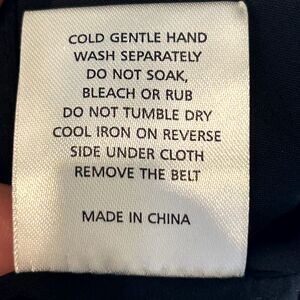 COLD GENTLE HAND
WASH SEPARATELY
DO NOT SOAK,
BLEACH OR RUB
DO NOT TUMBLE DRY
COOL IRON ON REVERSE
SIDE UNDER CLOTH
REMOVE THE BELT
MADE IN CHINA